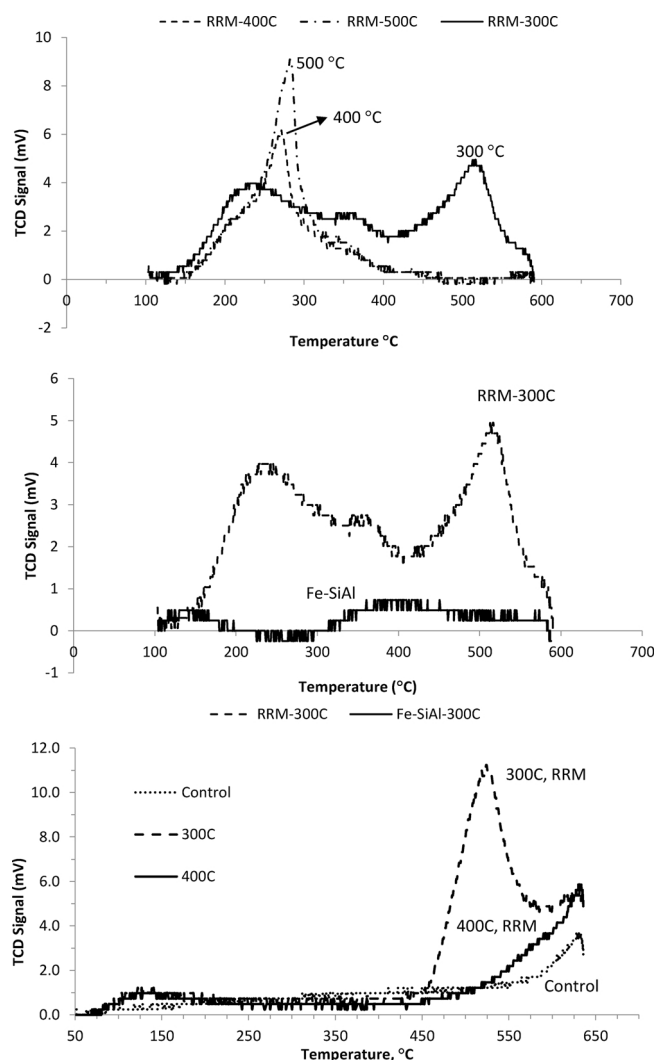 RRM-400C RRM-500C RRM-300C
10
8
6
4
2
0
-2
TCD Signal (mV)
500 °C
400 °C
300 °C
0 100 200 300 400 500 600 700
Temperature °C
6
5
4
3
2
1
0
-1
TCD Signal (mV)
RRM-300C
Fe-SiAl
0 100 200 300 400 500 600 700
Temperature (°C)
RRM-300C Fe-SiAl-300C
12.0
10.0
8.0
6.0
4.0
2.0
0.0
TCD Signal (mV)
Control
300C
400C
300C, RRM
400C, RRM
Control
50 150 250 350 450 550 650
Temperature, °C